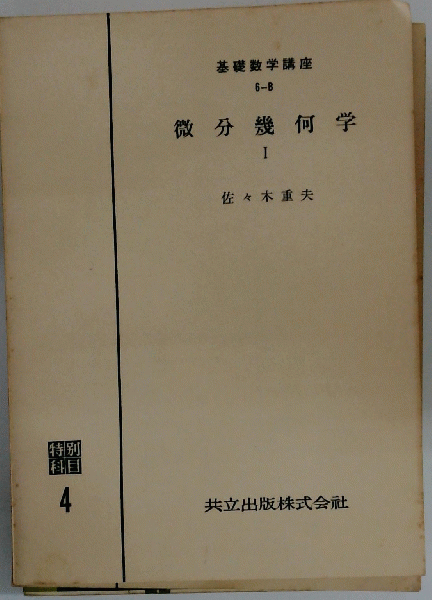 基礎数学講座
6-B
微分幾何学
I
佐々木重夫
特別
科目
4
共立出版株式会社